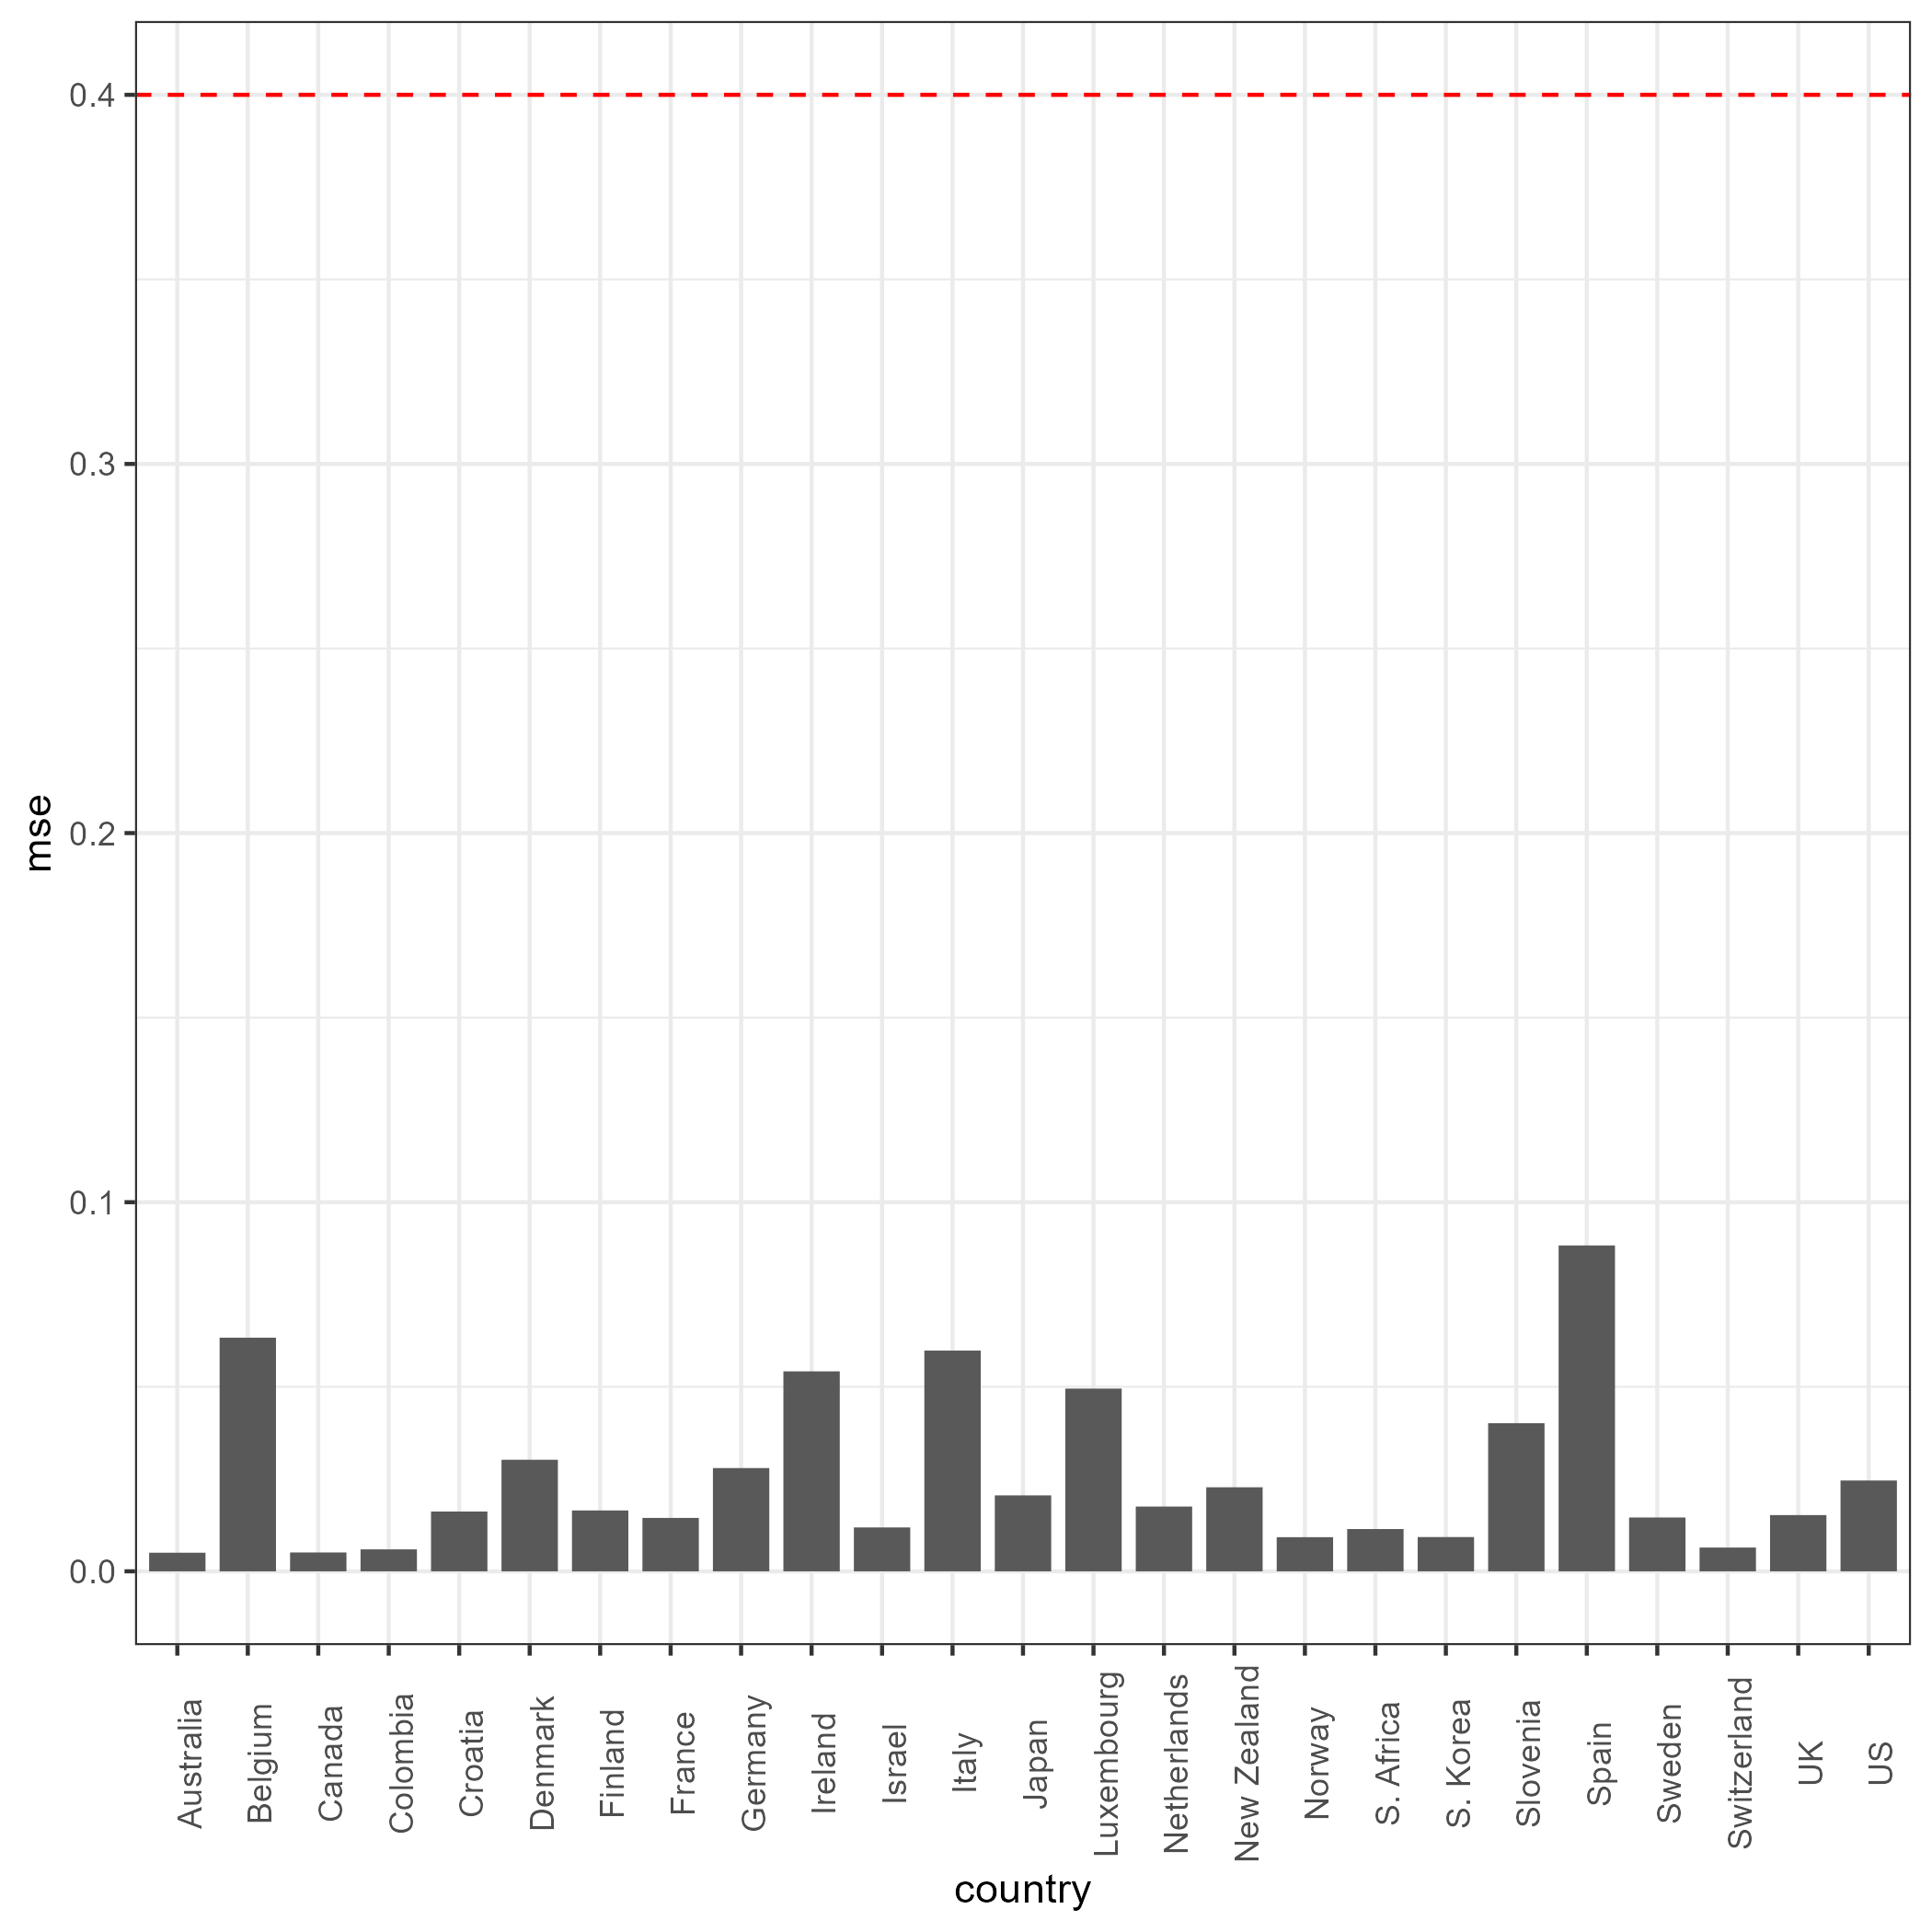 0.4
0.3
0.2
0.1
0.0
mse
Australia
Belgium
Canada
Colombia
Croatia
Denmark
Finland
France
Germany
Ireland
Israel
Italy
Japan
Luxembourg
Netherlands
New Zealand
Norway
S. Africa
S. Korea
Slovenia
Spain
Sweden
Switzerland
UK
US
country